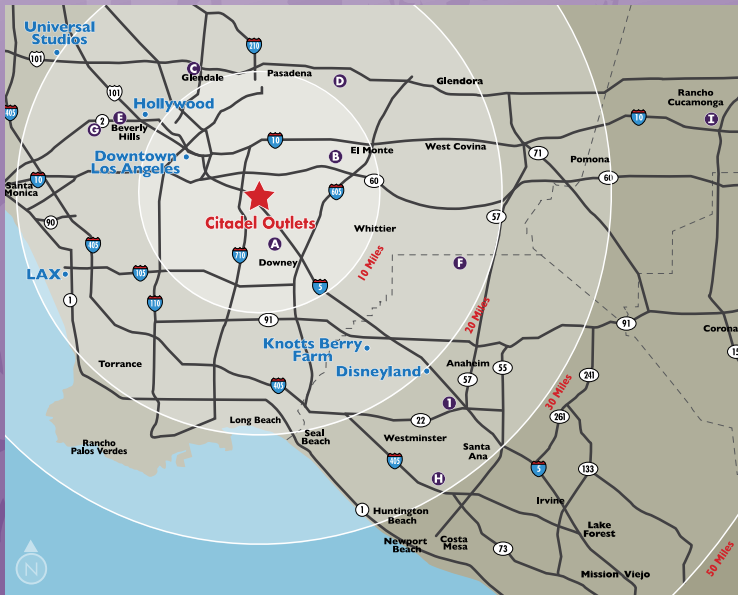 Universal
Studios
101
210
C
Glendale
Pasadena
D
Glendora
101
Rancho
Cucamonga
405
Hollywood
10
I
G
2
E
Beverly
Hills
10
B
El Monte
West Covina
71
Pomona
Downtown
Los Angeles
Santa
Monica
10
605
60
60
90
Citadel Outlets
57
Whittier
405
A
710
Downey
10 Miles
F
LAX
105
5
1
110
91
20 Miles
91
Corona
Knotts Berry
Farm
15
Torrance
Disneyland
Anaheim
55
57
241
405
30 Miles
1
261
Long Beach
22
Seal
Beach
Westminster
Rancho
Palos Verdes
Santa
Ana
405
5
133
H
Irvine
1
Huntington
Beach
Lake
Forest
Newport
Beach
Costa
Mesa
73
50 Miles
N
Mission Viejo